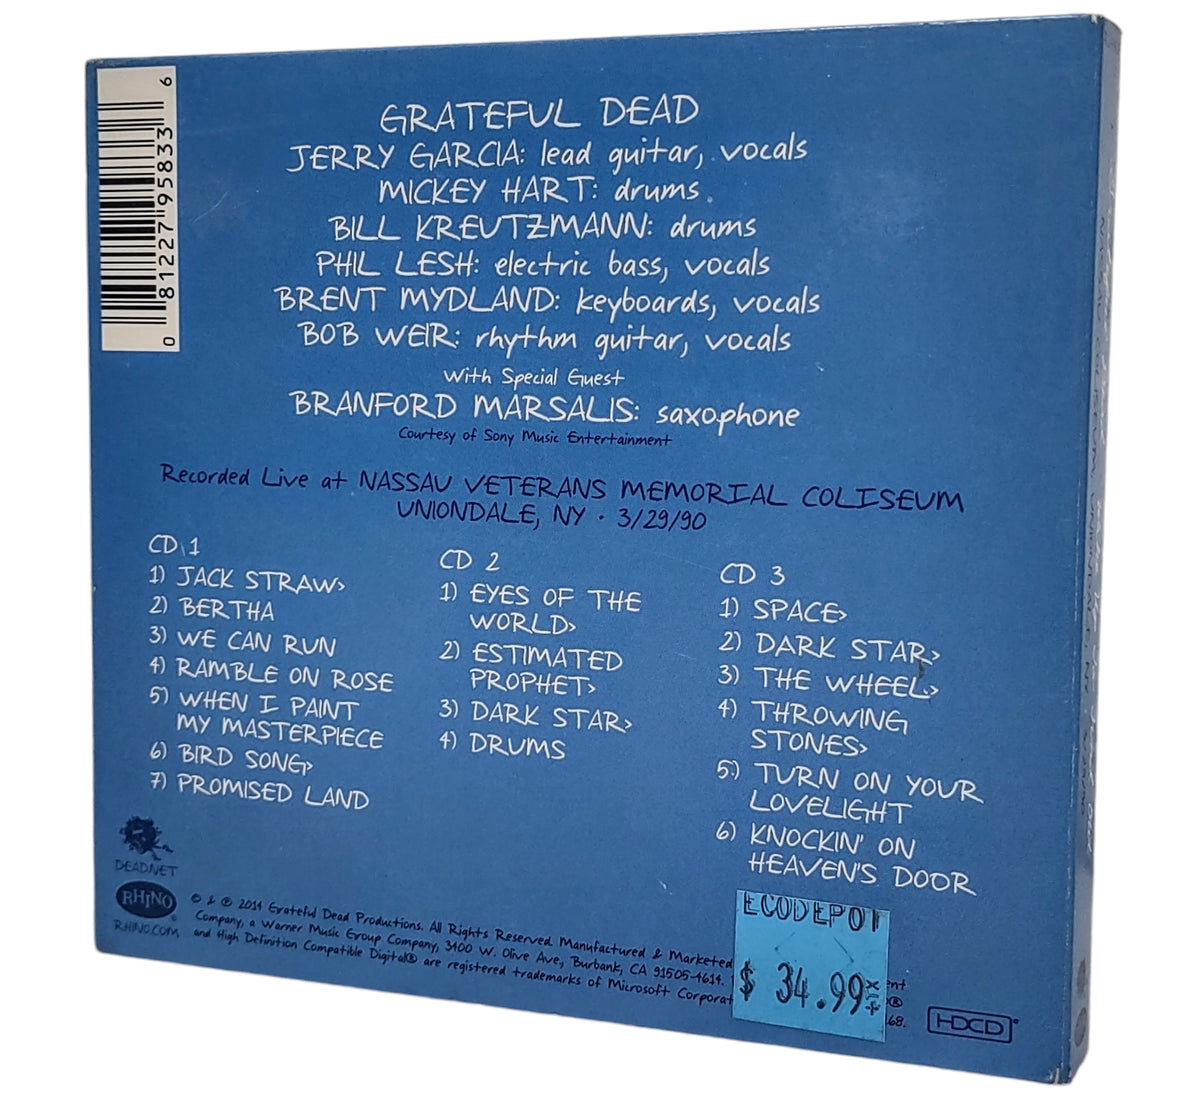 6
81227"95833
0
GRATEFUL DEAD
JERRY GARCIA: lead guitar, vocals
MICKEY HART: drums
BILL KREUTZMANN: drums
PHIL LESH: electric bass, vocals
BRENT MYDLAND: keyboards, vocals
BOB WEIR: rhythm guitar, vocals
With Special Guest
BRANFORD MARSALIS: saxophone
Courtesy of Sony Music Entertainment
Recorded Live at NASSAU VETERANS MEMORIAL COLISEUM
UNIONDALE, NY · 3/29/90
CD 1
1) JACK STRAW>
2) BERTHA
3) WE CAN RUN
4) RAMBLE ON ROSE
5) WHEN I PAINT
MY MASTERPIECE
6) BIRD SONG>
7) PROMISED LAND
CD 2
1) EYES OF THE
WORLD>
2) ESTIMATED
PROPHET>
3) DARK STAR>
4) DRUMS
CD 3
1) SPACE>
2) DARK STAR>
3) THE WHEEL>
4) THROWING
STONES>
5) TURN ON YOUR
LOVELIGHT
6) KNOCKIN' ON
HEAVEN'S DOOR
DEAD.NET
RHINO
RHINO.COM
© & ℗ 2014 Grateful Dead Productions. All Rights Reserved. Manufactured & Marketed
Company, a Warner Music Group Company, 3400 W. Olive Ave, Burbank, CA 91505-4614. ent
and High Definition Compatible Digital® are registered trademarks of Microsoft Corporat ®
68.
ECODEPOT
$ 34.99
HDCD